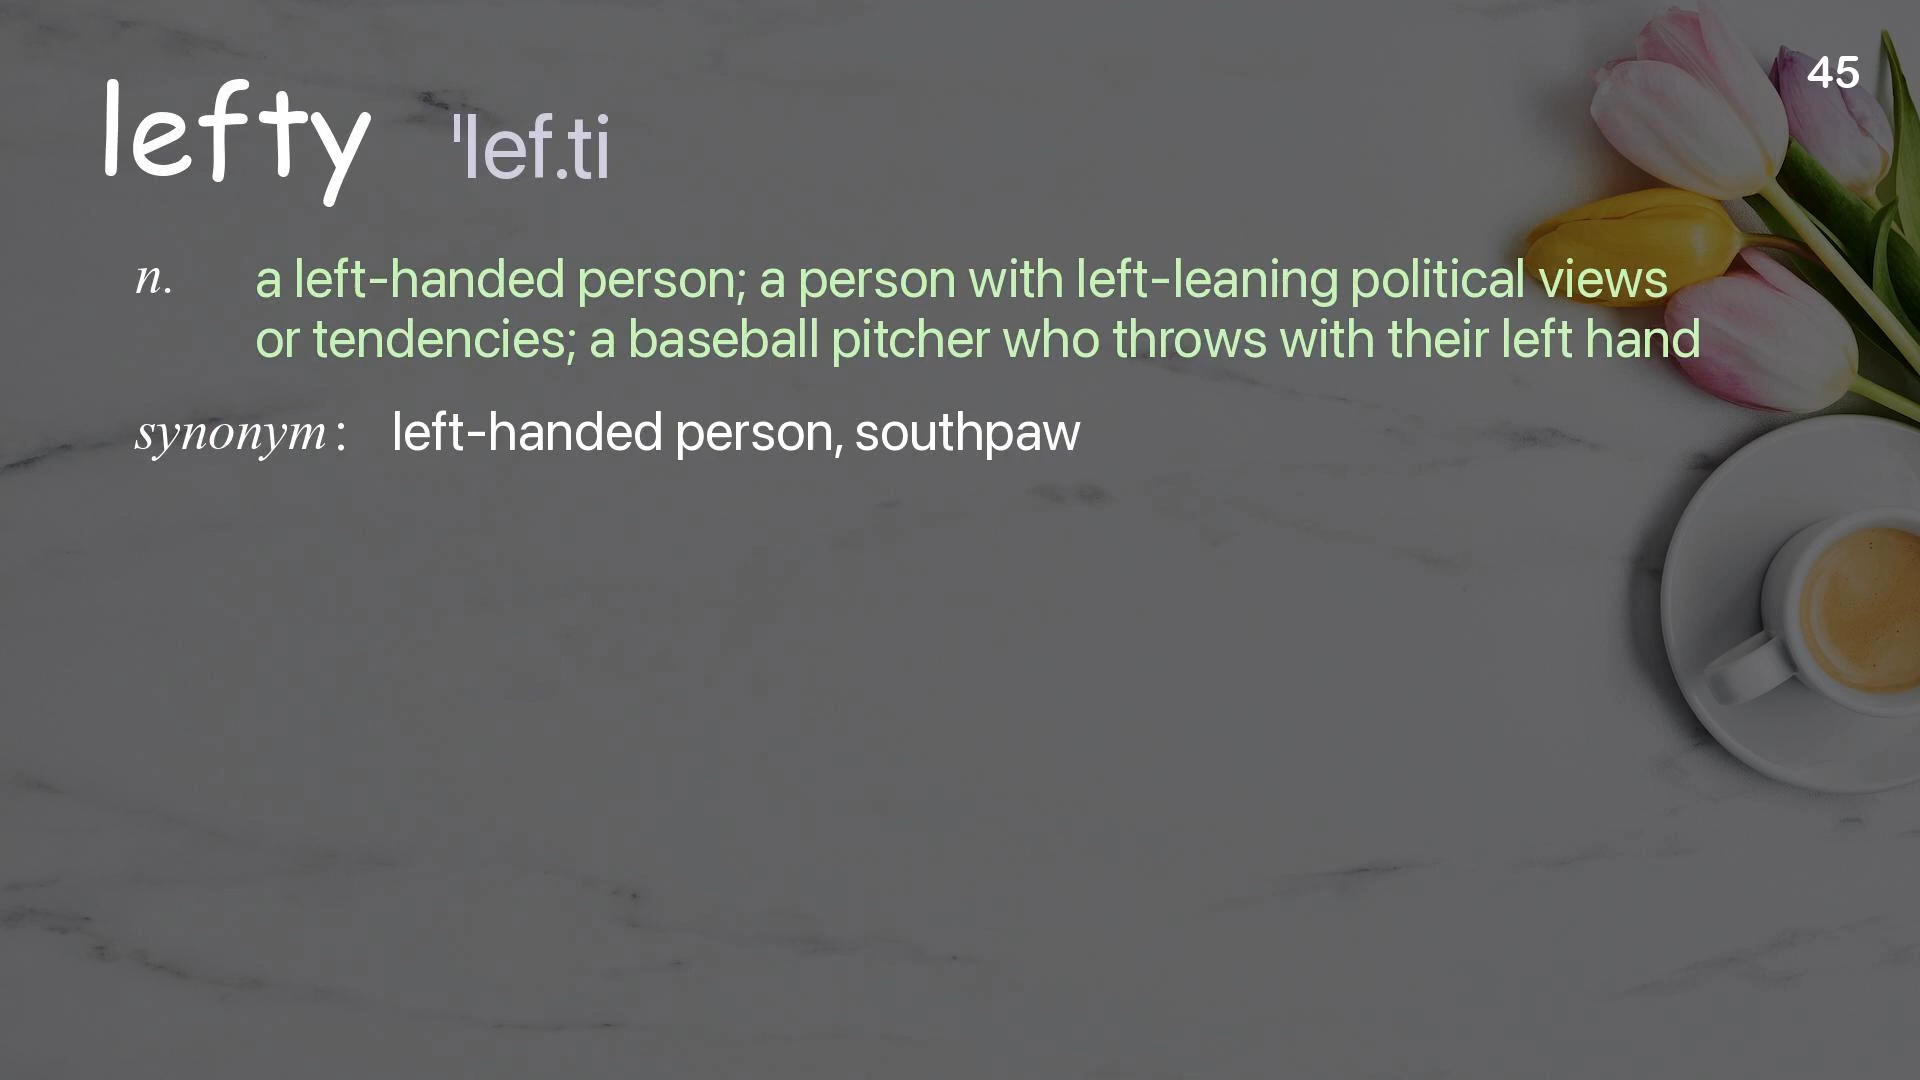 45
lefty ˈlef.ti
n. a left-handed person; a person with left-leaning political views
or tendencies; a baseball pitcher who throws with their left hand
synonym: left-handed person, southpaw